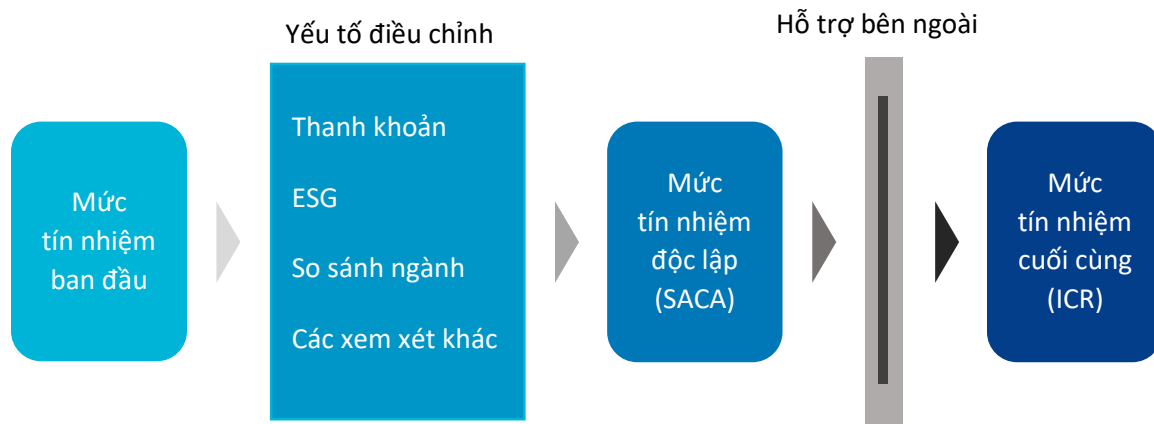 Yếu tố điều chỉnh
Hỗ trợ bên ngoài
Mức
tín nhiệm
ban đầu
Thanh khoản
ESG
So sánh ngành
Các xem xét khác
Mức
tín nhiệm
độc lập
(SACA)
Mức
tín nhiệm
cuối cùng
(ICR)